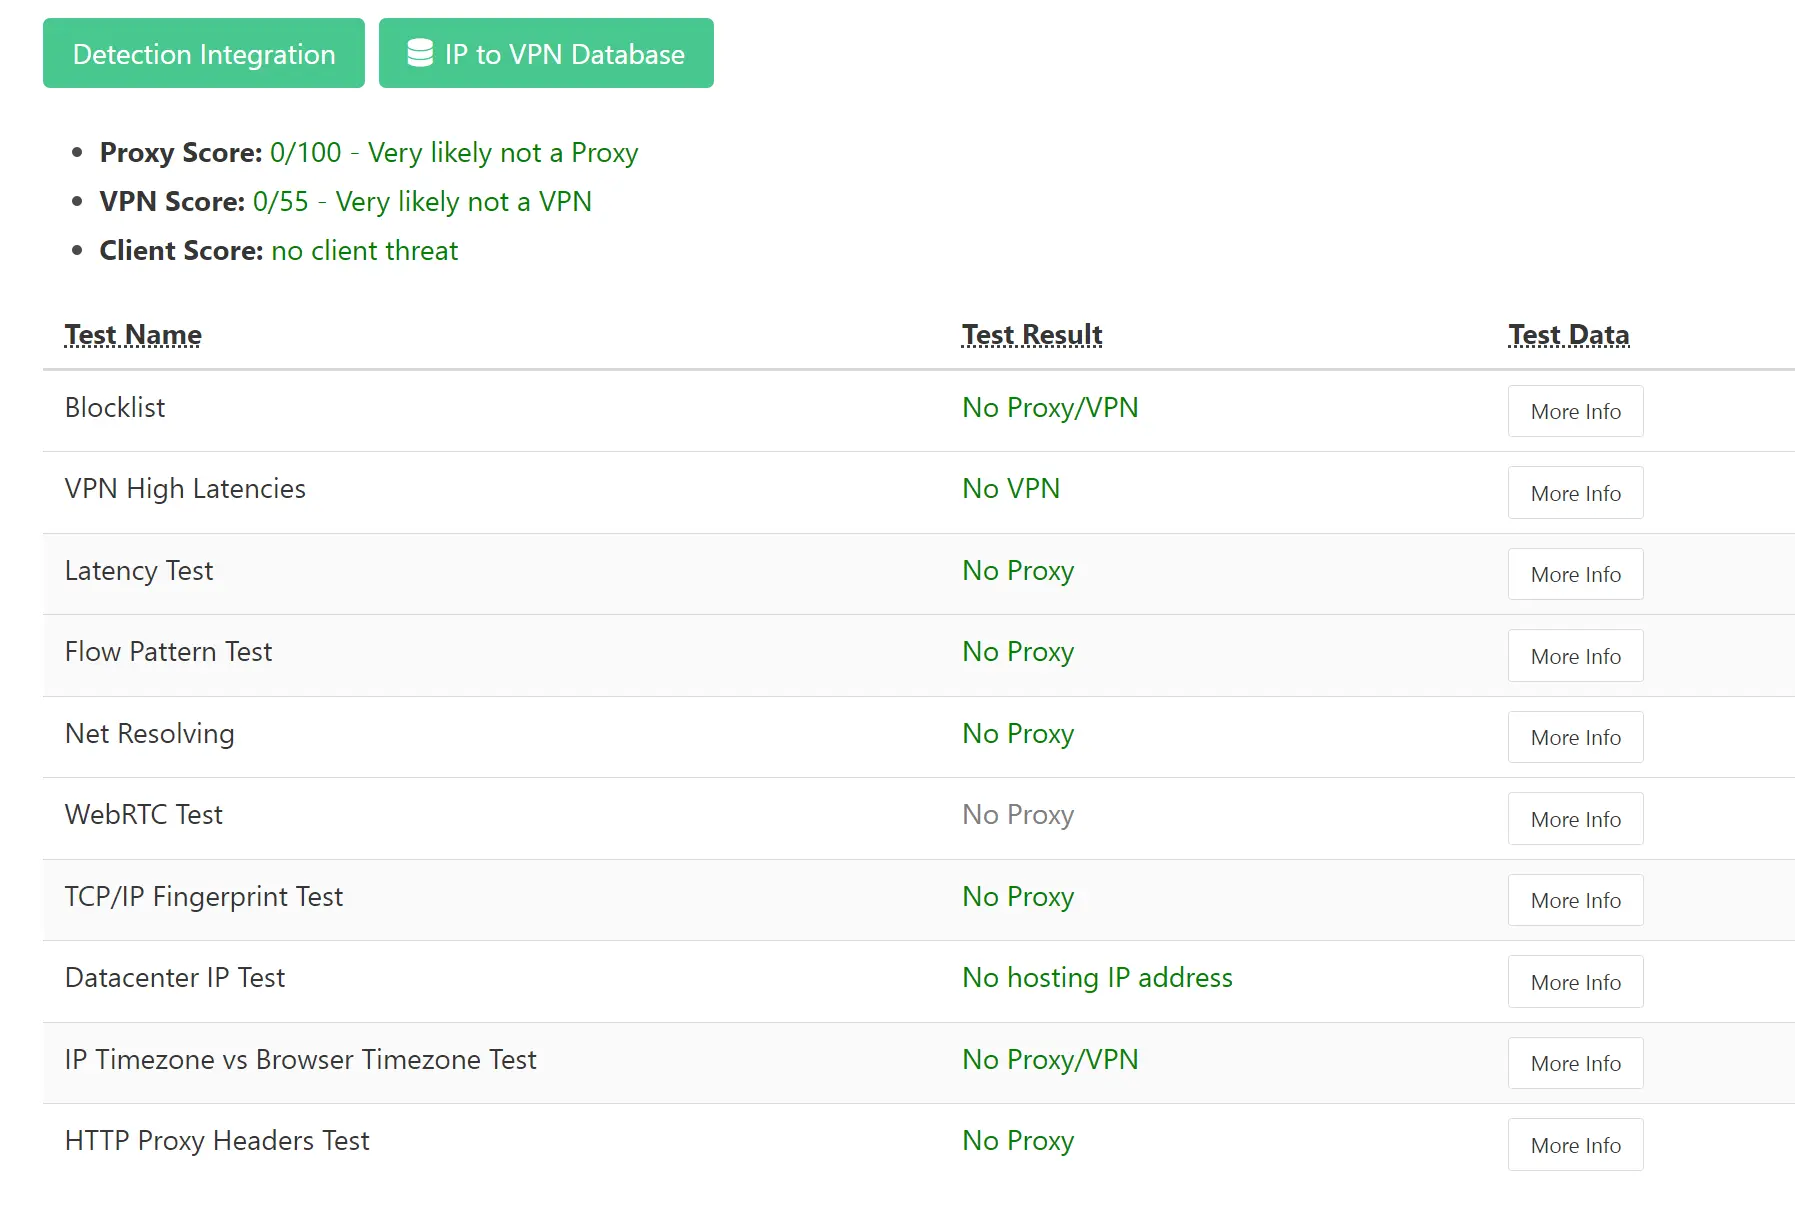 Detection Integration
IP to VPN Database
Proxy Score: 0/100 - Very likely not a Proxy
VPN Score: 0/55 - Very likely not a VPN
Client Score: no client threat
Test Name Test Result Test Data
Blocklist No Proxy/VPN More Info
VPN High Latencies No VPN More Info
Latency Test No Proxy More Info
Flow Pattern Test No Proxy More Info
Net Resolving No Proxy More Info
WebRTC Test No Proxy More Info
TCP/IP Fingerprint Test No Proxy More Info
Datacenter IP Test No hosting IP address More Info
IP Timezone vs Browser Timezone Test No Proxy/VPN More Info
HTTP Proxy Headers Test No Proxy More Info